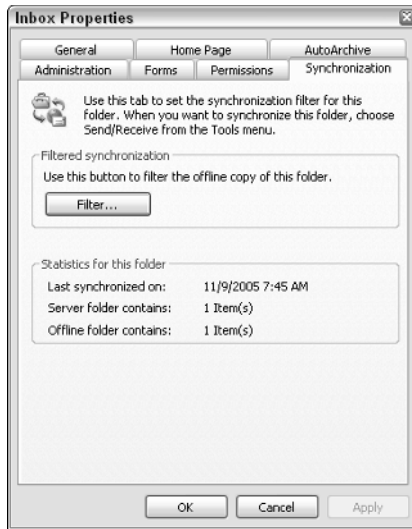 Inbox Properties
General Home Page AutoArchive
Administration Forms Permissions Synchronization
Use this tab to set the synchronization filter for this
folder. When you want to synchronize this folder, choose
Send/Receive from the Tools menu.
Filtered synchronization
Use this button to filter the offline copy of this folder.
Filter...
Statistics for this folder
Last synchronized on: 11/9/2005 7:45 AM
Server folder contains: 1 Item(s)
Offline folder contains: 1 Item(s)
OK Cancel Apply